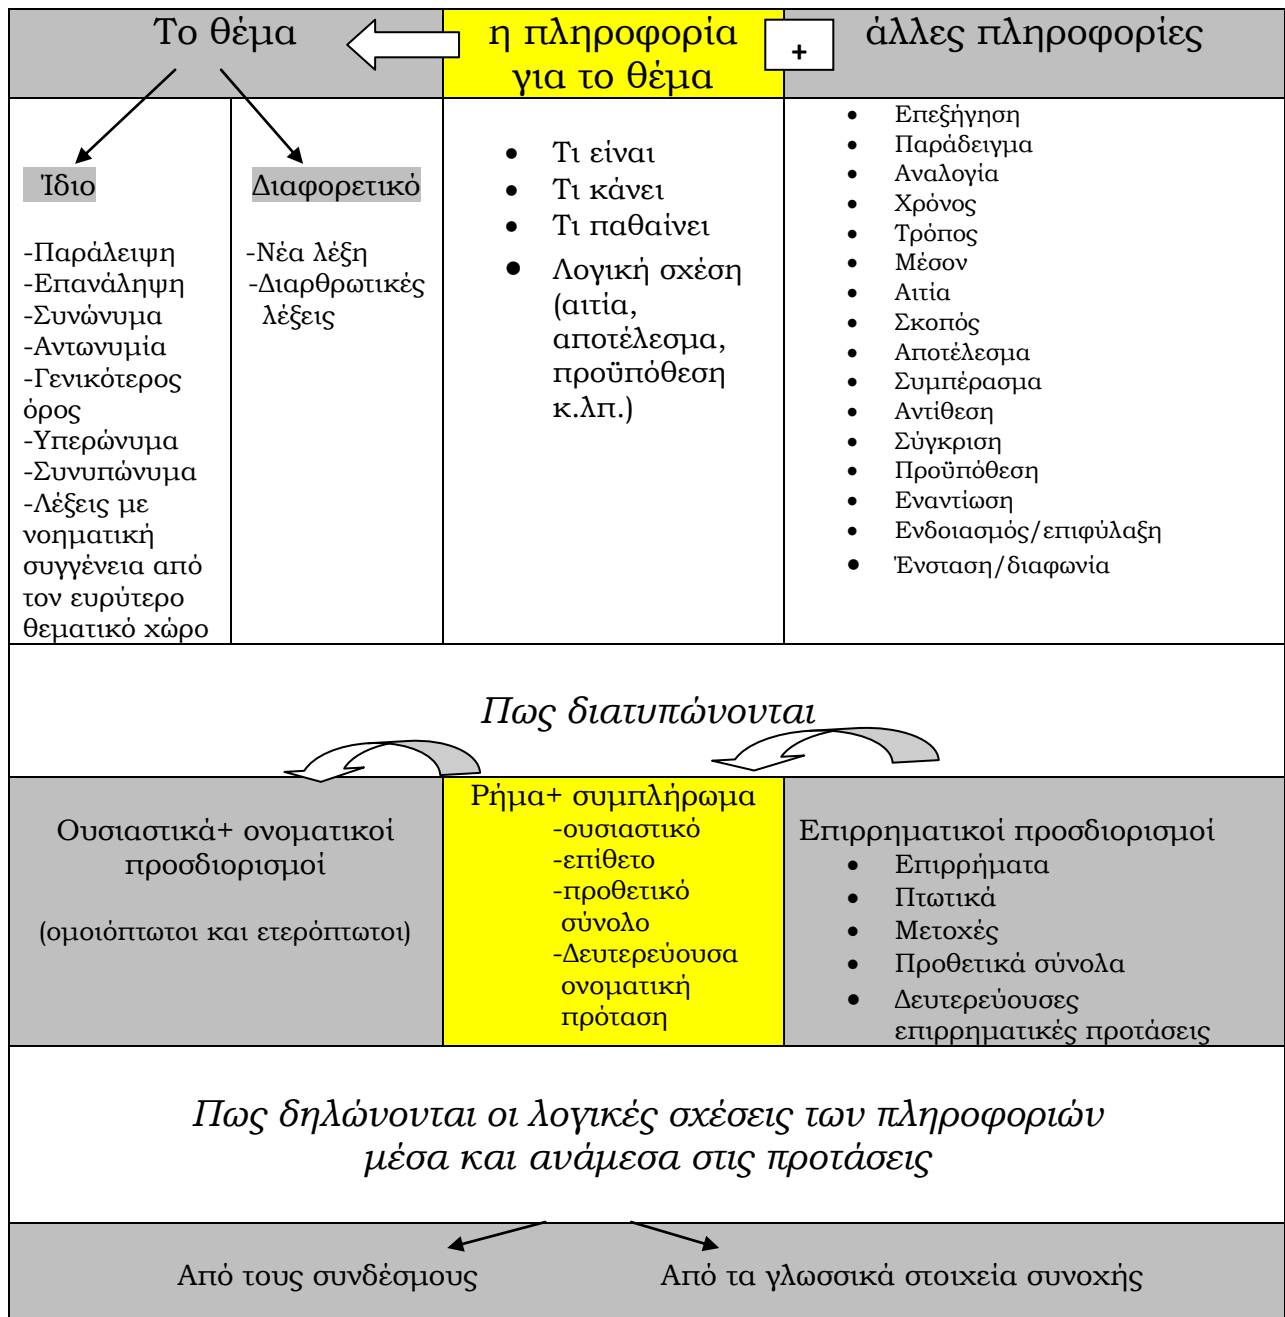 Το θέμα
η πληροφορία
για το θέμα
+
άλλες πληροφορίες
Ίδιο
-Παράλειψη
-Επανάληψη
-Συνώνυμα
-Αντωνυμία
-Γενικότερος
όρος
-Υπερώνυμα
-Συνυπώνυμα
-Λέξεις με
νοηματική
συγγένεια από
τον ευρύτερο
θεματικό χώρο
Διαφορετικό
-Νέα λέξη
-Διαρθρωτικές
λέξεις
• Τι είναι
• Τι κάνει
• Τι παθαίνει
• Λογική σχέση
(αιτία,
αποτέλεσμα,
προϋπόθεση
κ.λπ.)
• Επεξήγηση
• Παράδειγμα
• Αναλογία
• Χρόνος
• Τρόπος
• Μέσον
• Αιτία
• Σκοπός
• Αποτέλεσμα
• Συμπέρασμα
• Αντίθεση
• Σύγκριση
• Προϋπόθεση
• Εναντίωση
• Ενδοιασμός/επιφύλαξη
• Ένσταση/διαφωνία
Πως διατυπώνονται
Ουσιαστικά+ ονοματικοί
προσδιορισμοί
(ομοιόπτωτοι και ετερόπτωτοι)
Ρήμα+ συμπλήρωμα
-ουσιαστικό
-επίθετο
-προθετικό
σύνολο
-Δευτερεύουσα
ονοματική
πρόταση
Επιρρηματικοί προσδιορισμοί
• Επιρρήματα
• Πτωτικά
• Μετοχές
• Προθετικά σύνολα
• Δευτερεύουσες
επιρρηματικές προτάσεις
Πως δηλώνονται οι λογικές σχέσεις των πληροφοριών
μέσα και ανάμεσα στις προτάσεις
Από τους συνδέσμους
Από τα γλωσσικά στοιχεία συνοχής